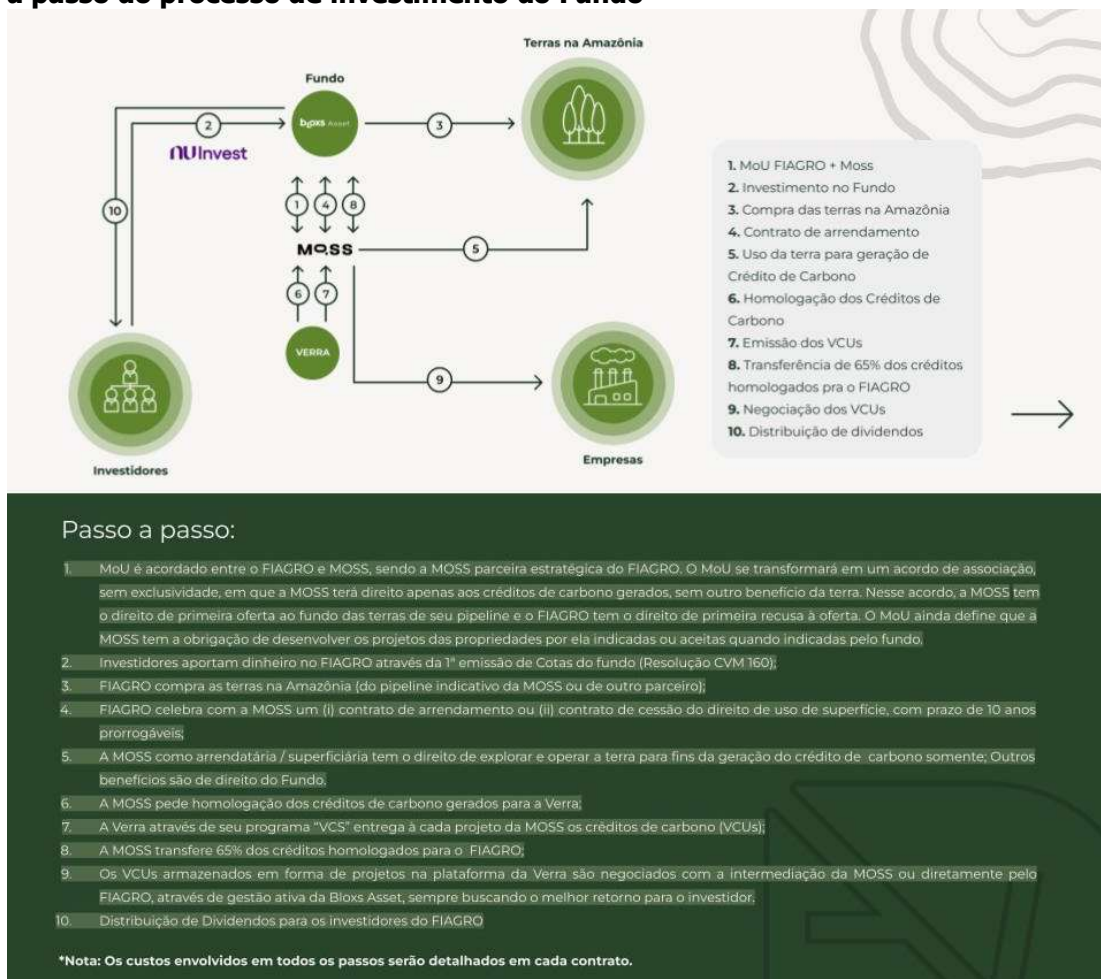 a passo do processo de investimento do Fundo
Terras na Amazônia
Fundo
bioxs Asset
2
3
NUInvest
10
1 4 8
MOSS
5
6 7
VERRA
9
Investidores
Empresas
1. MoU FIAGRO + Moss
2. Investimento no Fundo
3. Compra das terras na Amazônia
4. Contrato de arrendamento
5. Uso da terra para geração de
Crédito de Carbono
6. Homologação dos Créditos de
Carbono
7. Emissão dos VCUs
8. Transferência de 65% dos créditos
homologados pra o FIAGRO
9. Negociação dos VCUs
10. Distribuição de dividendos
Passo a passo:
1. MoU é acordado entre o FIAGRO e MOSS, sendo a MOSS parceira estratégica do FIAGRO. O MoU se transformará em um acordo de associação,
sem exclusividade, em que a MOSS terá direito apenas aos créditos de carbono gerados, sem outro benefício da terra. Nesse acordo, a MOSS tem
o direito de primeira oferta ao fundo das terras de seu pipeline e o FIAGRO tem o direito de primeira recusa à oferta. O MoU ainda define que a
MOSS tem a obrigação de desenvolver os projetos das propriedades por ela indicadas ou aceitas quando indicadas pelo fundo.
2. Investidores aportam dinheiro no FIAGRO através da 1ª emissão de Cotas do fundo (Resolução CVM 160);
3. FIAGRO compra as terras na Amazônia (do pipeline indicativo da MOSS ou de outro parceiro);
4. FIAGRO celebra com a MOSS um (i) contrato de arrendamento ou (ii) contrato de cessão do direito de uso de superfície, com prazo de 10 anos
prorrogáveis;
5. A MOSS como arrendatária / superficiária tem o direito de explorar e operar a terra para fins da geração do crédito de carbono somente; Outros
benefícios são de direito do Fundo.
6. A MOSS pede homologação dos créditos de carbono gerados para a Verra;
7. A Verra através de seu programa “VCS” entrega à cada projeto da MOSS os créditos de carbono (VCUs);
8. A MOSS transfere 65% dos créditos homologados para o FIAGRO;
9. Os VCUs armazenados em forma de projetos na plataforma da Verra são negociados com a intermediação da MOSS ou diretamente pelo
FIAGRO, através de gestão ativa da Bioxs Asset, sempre buscando o melhor retorno para o investidor.
10. Distribuição de Dividendos para os investidores do FIAGRO
*Nota: Os custos envolvidos em todos os passos serão detalhados em cada contrato.